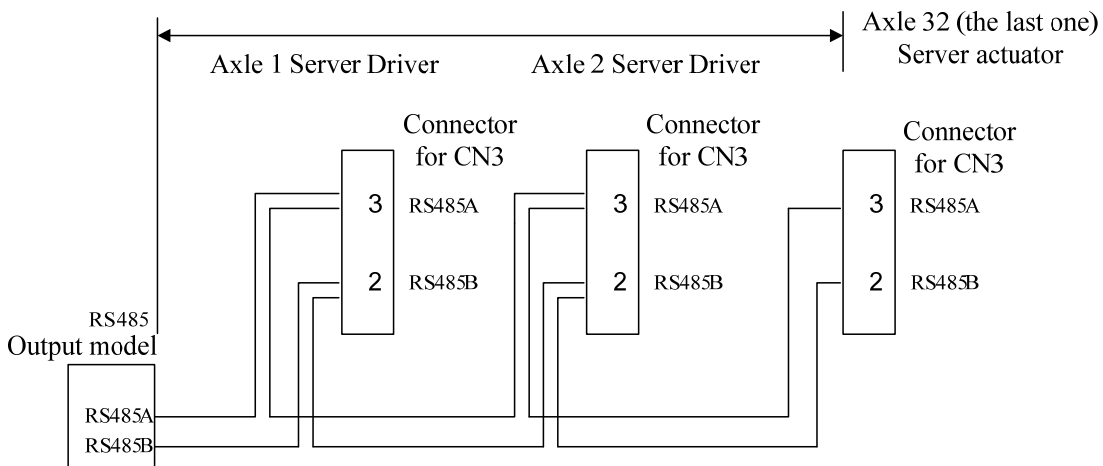 Axle 32 (the last one)
Server actuator
Axle 1 Server Driver
Axle 2 Server Driver
Connector
for CN3
3
RS485A
2
RS485B
Connector
for CN3
3
RS485A
2
RS485B
Connector
for CN3
3
RS485A
2
RS485B
RS485
Output model
RS485A
RS485B